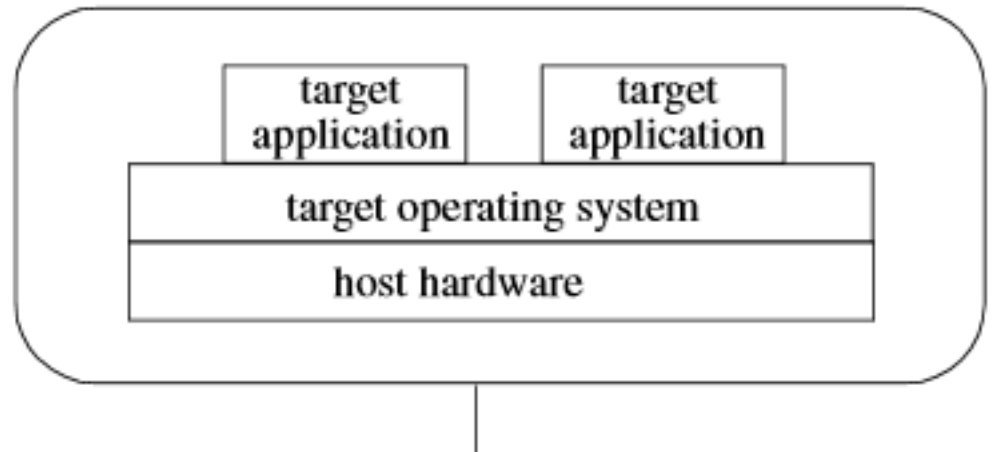 target
application
target
application
target operating system
host hardware